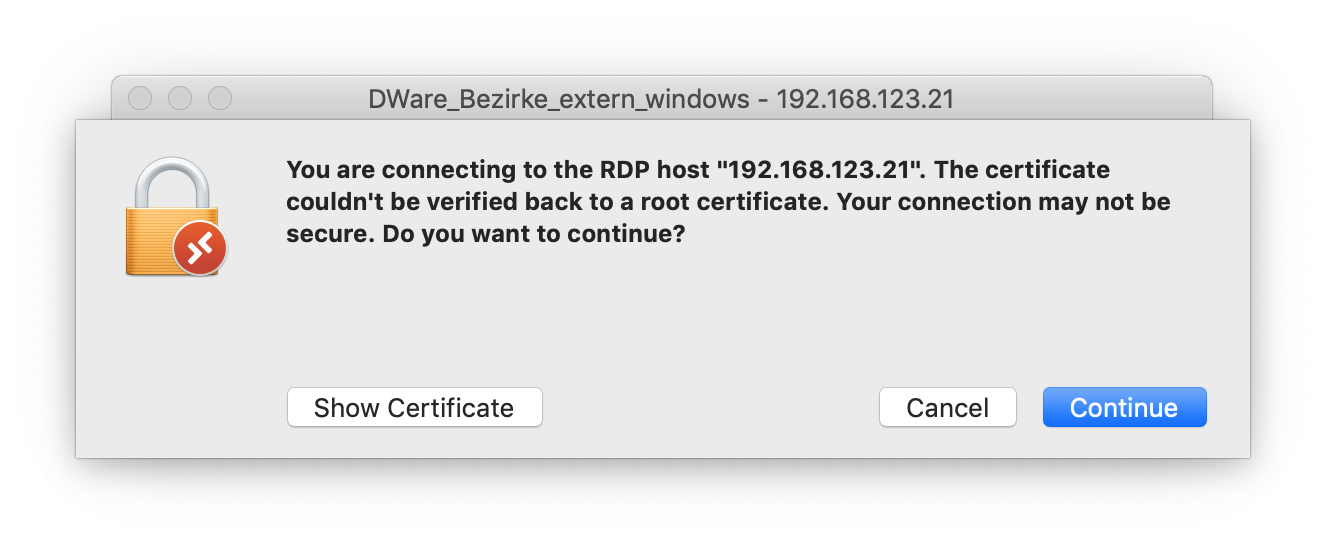 DWare_Bezirke_extern_windows - 192.168.123.21
You are connecting to the RDP host "192.168.123.21". The certificate
couldn't be verified back to a root certificate. Your connection may not be
secure. Do you want to continue?
Show Certificate
Cancel
Continue